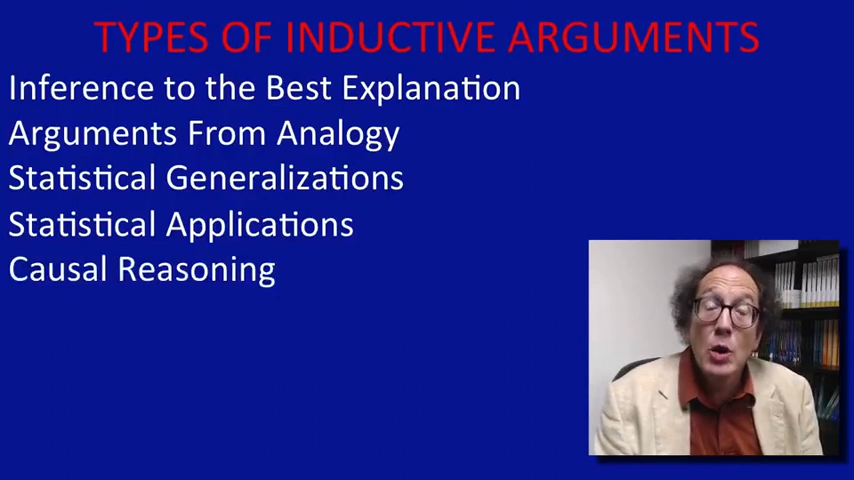 TYPES OF INDUCTIVE ARGUMENTS
Inference to the Best Explanation
Arguments From Analogy
Statistical Generalizations
Statistical Applications
Causal Reasoning